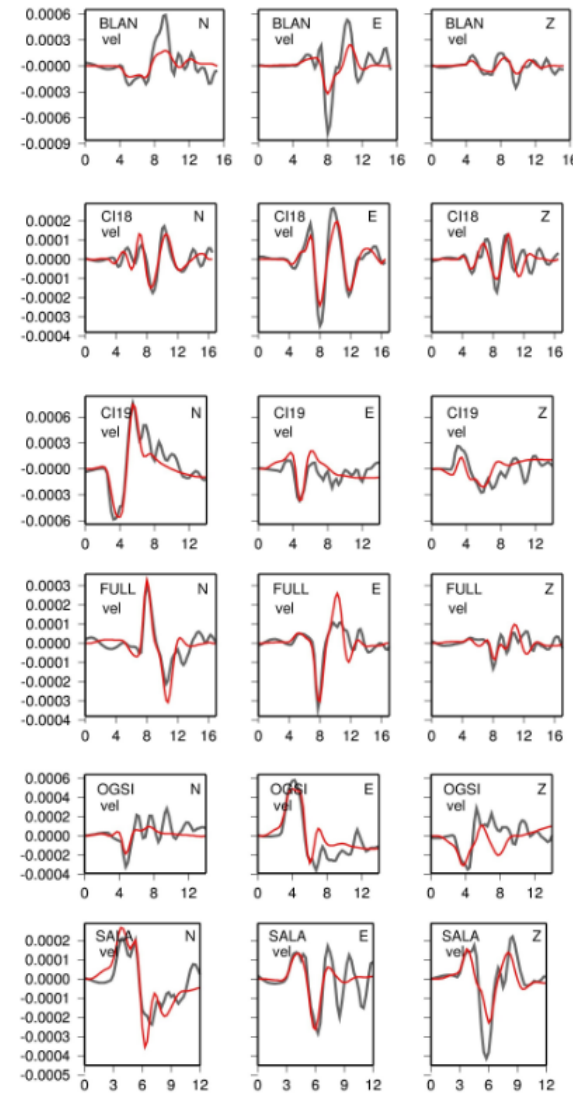 0.0006 BLAN N BLAN E BLAN Z
0.0003 vel vel vel
-0.0000
-0.0003
-0.0006
-0.0009
0 4 8 12 16 0 4 8 12 16 0 4 8 12 16
0.0002 CI18 N CI18 E CI18 Z
0.0001 vel vel vel
0.0000
-0.0001
-0.0002
-0.0003
-0.0004
0 4 8 12 16 0 4 8 12 16 0 4 8 12 16
0.0006 CI19 N CI19 E CI19 Z
0.0003 vel vel vel
-0.0000
-0.0003
-0.0006
0 4 8 12 0 4 8 12 0 4 8 12
0.0003 FULL N FULL E FULL Z
0.0002 vel vel vel
0.0001
0.0000
-0.0001
-0.0002
-0.0003
-0.0004
0 4 8 12 16 0 4 8 12 16 0 4 8 12 16
0.0006 OGSI N OGSI E OGSI Z
0.0004 vel vel vel
0.0002
0.0000
-0.0002
-0.0004
0 4 8 12 0 4 8 12 0 4 8 12
0.0002 SALA N SALA E SALA Z
0.0001 vel vel vel
0.0000
-0.0001
-0.0002
-0.0003
-0.0004
-0.0005
0 3 6 9 12 0 3 6 9 12 0 3 6 9 12